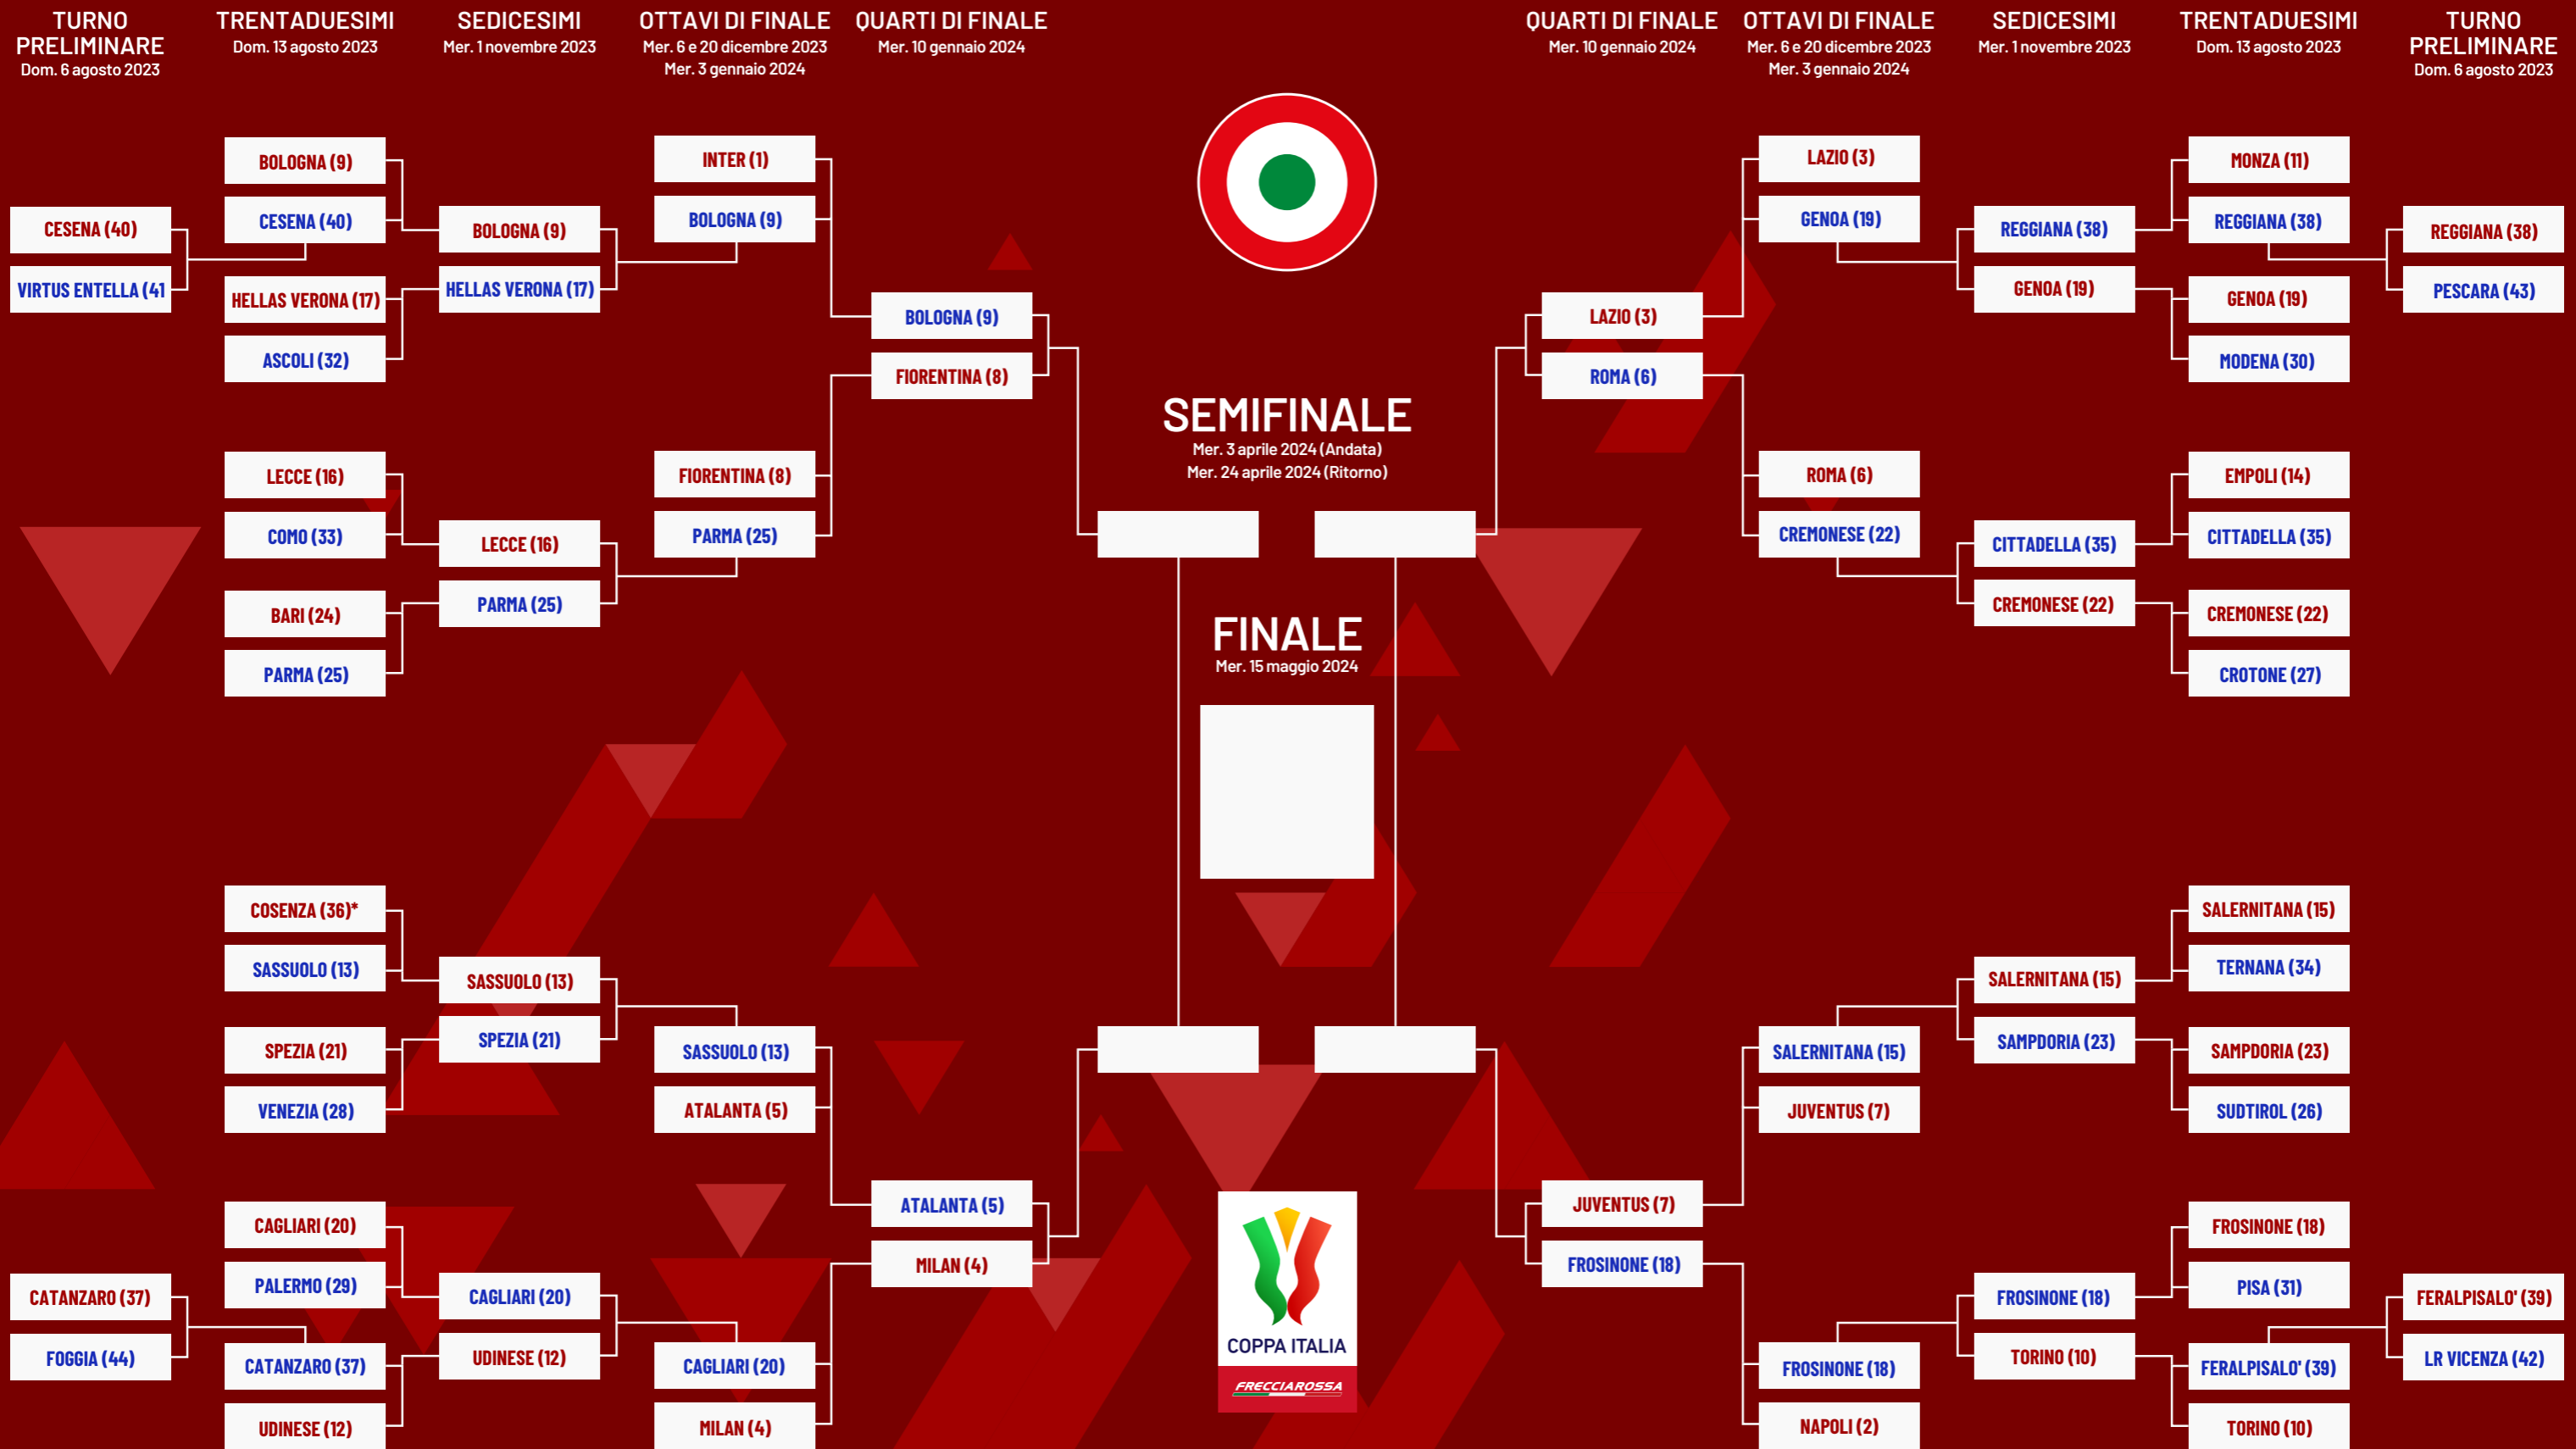 TURNO
PRELIMINARE
Dom. 6 agosto 2023
TRENTADUESIMI
Dom. 13 agosto 2023
SEDICESIMI
Mer. 1 novembre 2023
OTTAVI DI FINALE
Mer. 6 e 20 dicembre 2023
Mer. 3 gennaio 2024
QUARTI DI FINALE
Mer. 10 gennaio 2024
QUARTI DI FINALE
Mer. 10 gennaio 2024
OTTAVI DI FINALE
Mer. 6 e 20 dicembre 2023
Mer. 3 gennaio 2024
SEDICESIMI
Mer. 1 novembre 2023
TRENTADUESIMI
Dom. 13 agosto 2023
TURNO
PRELIMINARE
Dom. 6 agosto 2023
CESENA (40)
VIRTUS ENTELLA (41
CATANZARO (37)
FOGGIA (44)
BOLOGNA (9)
CESENA (40)
HELLAS VERONA (17)
ASCOLI (32)
LECCE (16)
COMO (33)
BARI (24)
PARMA (25)
COSENZA (36)*
SASSUOLO (13)
SPEZIA (21)
VENEZIA (28)
CAGLIARI (20)
PALERMO (29)
CATANZARO (37)
UDINESE (12)
BOLOGNA (9)
HELLAS VERONA (17)
LECCE (16)
PARMA (25)
SASSUOLO (13)
SPEZIA (21)
CAGLIARI (20)
UDINESE (12)
INTER (1)
BOLOGNA (9)
FIORENTINA (8)
PARMA (25)
SASSUOLO (13)
ATALANTA (5)
CAGLIARI (20)
MILAN (4)
BOLOGNA (9)
FIORENTINA (8)
ATALANTA (5)
MILAN (4)
SEMIFINALE
Mer. 3 aprile 2024 (Andata)
Mer. 24 aprile 2024 (Ritorno)
FINALE
Mer. 15 maggio 2024
COPPA ITALIA
FRECCIAROSSA
LAZIO (3)
ROMA (6)
JUVENTUS (7)
FROSINONE (18)
LAZIO (3)
GENOA (19)
ROMA (6)
CREMONESE (22)
SALERNITANA (15)
JUVENTUS (7)
FROSINONE (18)
NAPOLI (2)
REGGIANA (38)
GENOA (19)
CITTADELLA (35)
CREMONESE (22)
SALERNITANA (15)
SAMPDORIA (23)
FROSINONE (18)
TORINO (10)
MONZA (11)
REGGIANA (38)
GENOA (19)
MODENA (30)
EMPOLI (14)
CITTADELLA (35)
CREMONESE (22)
CROTONE (27)
SALERNITANA (15)
TERNANA (34)
SAMPDORIA (23)
SUDTIROL (26)
FROSINONE (18)
PISA (31)
FERALPISALO' (39)
TORINO (10)
REGGIANA (38)
PESCARA (43)
FERALPISALO' (39)
LR VICENZA (42)